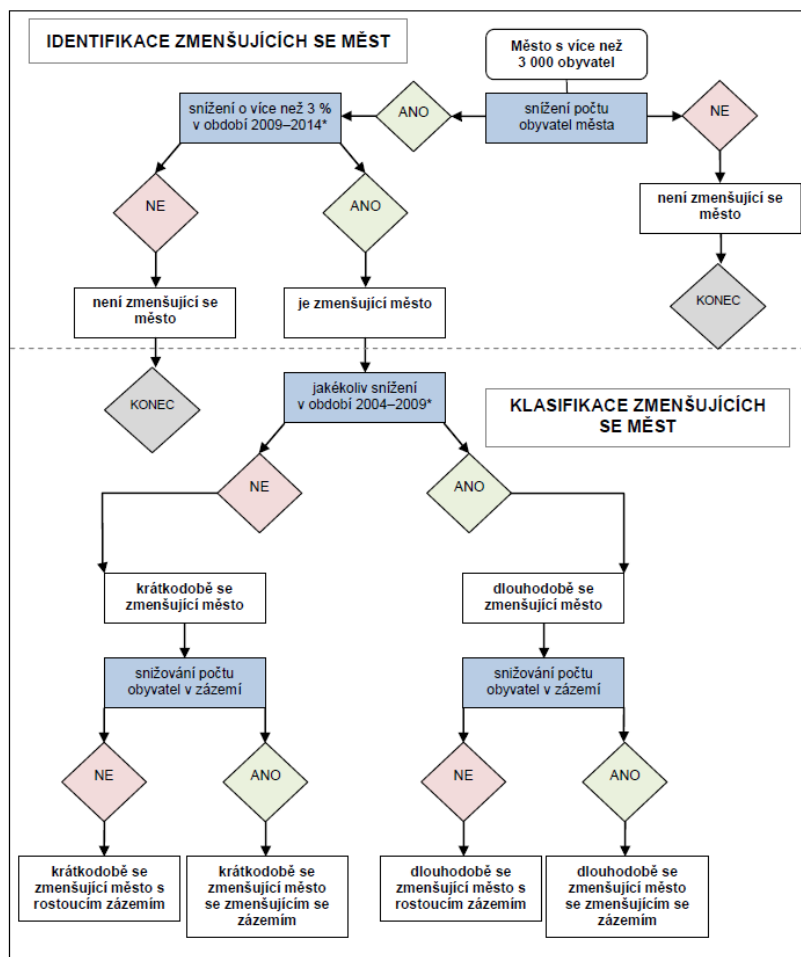 IDENTIFIKACE ZMENŠUJÍCÍCH SE MĚST
Město s více než
3 000 obyvatel
snížení o více než 3 %
v období 2009–2014*
ANO
snížení počtu
obyvatel města
NE
NE
ANO
není zmenšující se
město
není zmenšující se
město
je zmenšující město
KONEC
KONEC
jakékoliv snížení
v období 2004–2009*
KLASIFIKACE ZMENŠUJÍCÍCH
SE MĚST
NE
ANO
krátkodobě se
zmenšující město
dlouhodobě se
zmenšující město
snižování počtu
obyvatel v zázemí
snižování počtu
obyvatel v zázemí
NE
ANO
NE
ANO
krátkodobě se
zmenšující město s
rostoucím zázemím
krátkodobě se
zmenšující město
se zmenšujícím se
zázemím
dlouhodobě se
zmenšující město s
rostoucím zázemím
dlouhodobě se
zmenšující město
se zmenšujícím se
zázemím